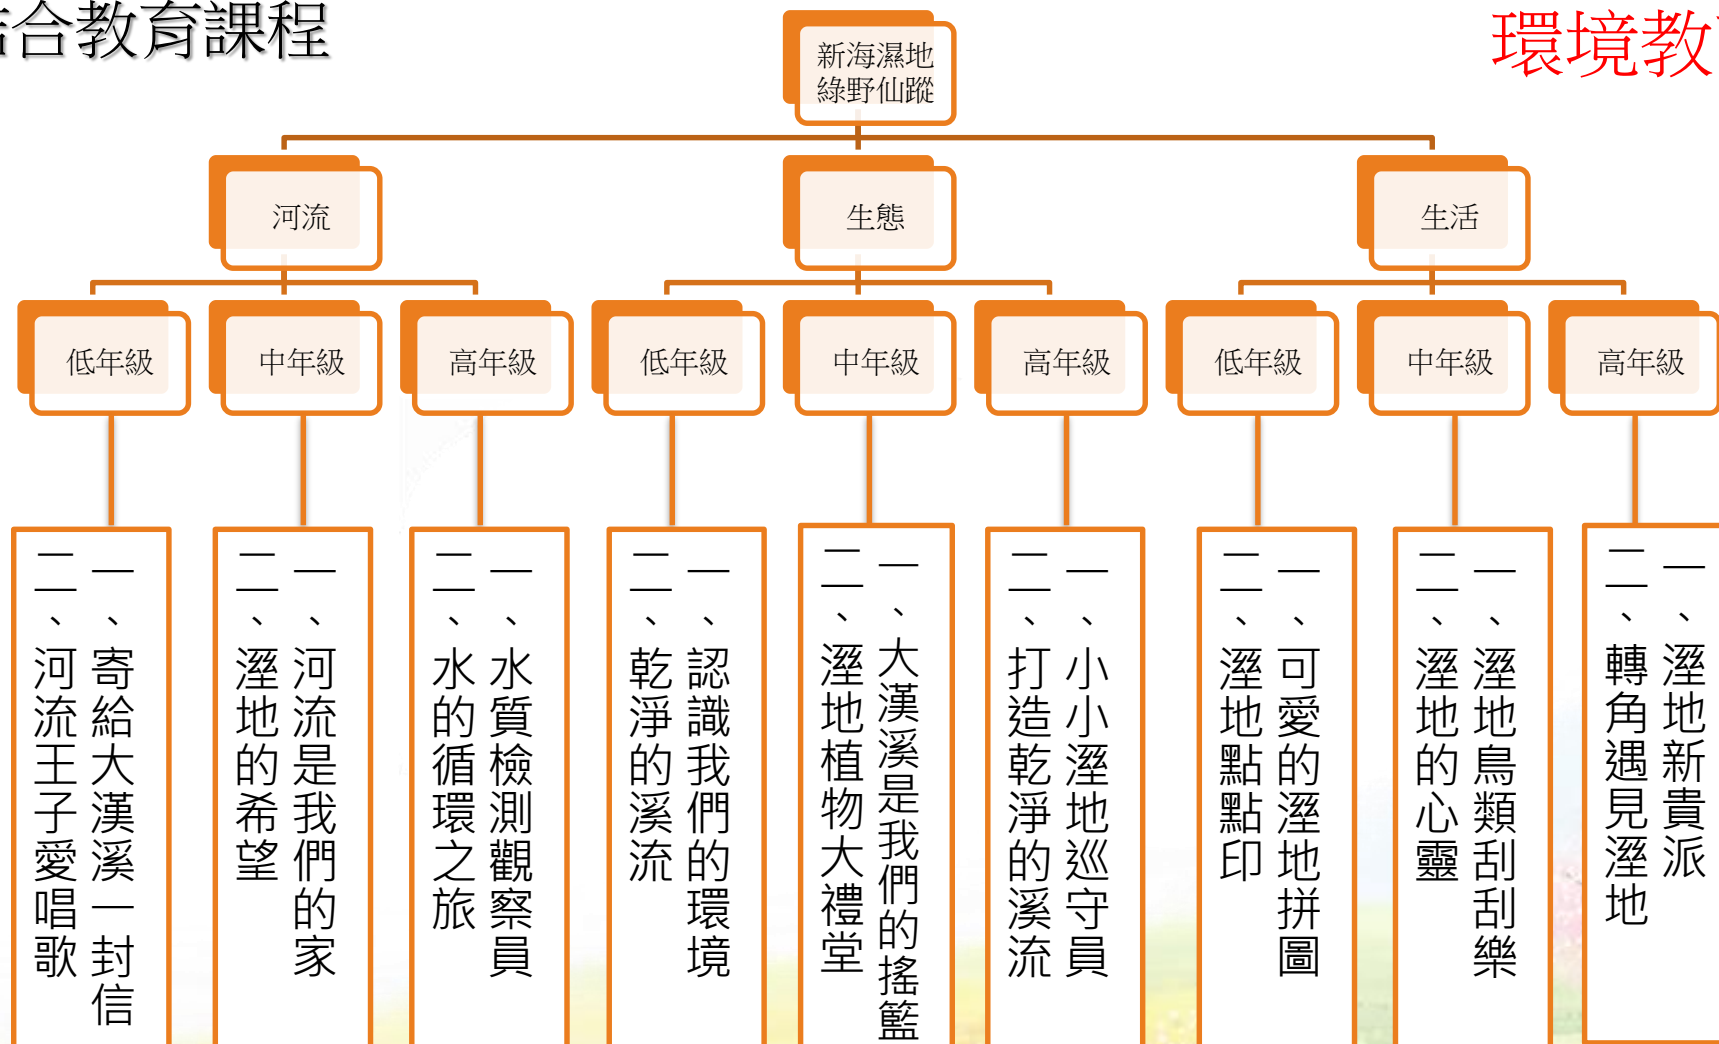 合教育課程
環境教
新海濕地
綠野仙蹤
河流
生態
生活
低年級
中年級
高年級
低年級
中年級
高年級
低年級
中年級
高年級
一、寄給大漢溪一封信
二、河流王子愛唱歌
一、河流是我們的家
二、溼地的希望
一、水質檢測觀察員
二、水的循環之旅
一、認識我們的環境
二、乾淨的溪流
一、大漢溪是我們的搖籃
二、溼地植物大禮堂
一、小小溼地巡守員
二、打造乾淨的溪流
一、可愛的溼地拼圖
二、溼地點點印
一、溼地鳥類刮刮樂
二、溼地的心靈
一、溼地新貴派
二、轉角遇見溼地